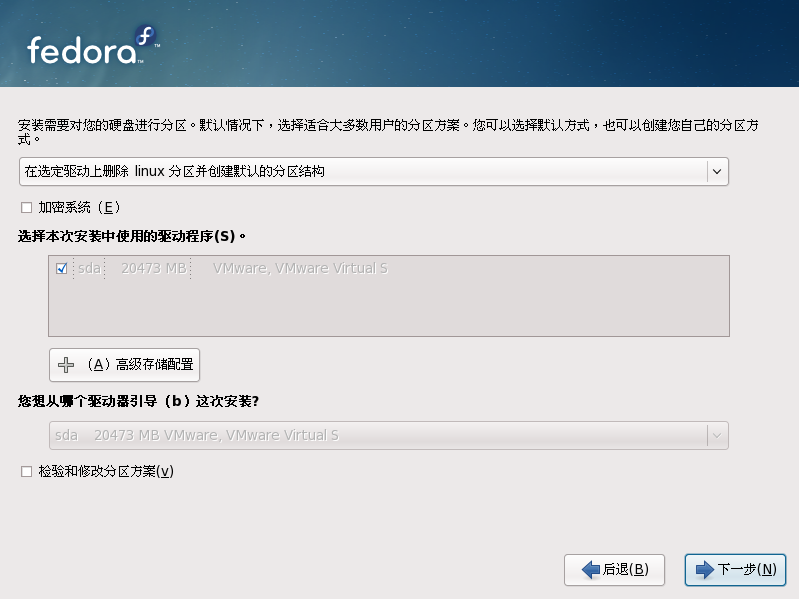 fedora
安装需要对您的硬盘进行分区。默认情况下，选择适合大多数用户的分区方案。您可以选择默认方式，也可以创建您自己的分区方
式。
在选定驱动上删除 linux 分区并创建默认的分区结构
加密系统（E）
选择本次安装中使用的驱动程序(S)。
sda 20473 MB VMware, VMware Virtual S
（A）高级存储配置
您想从哪个驱动器引导（b）这次安装?
sda 20473 MB VMware, VMware Virtual S
检验和修改分区方案(v)
后退(B) 下一步(N)